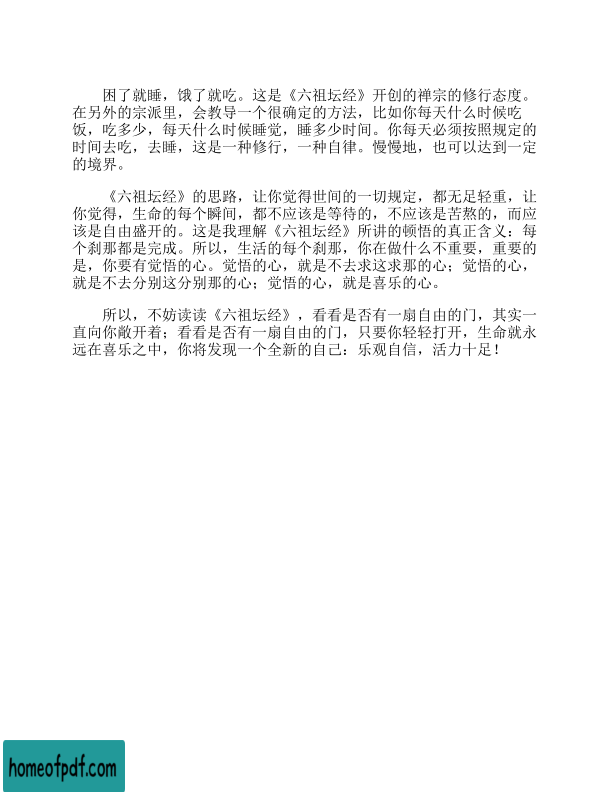 困了就睡，饿了就吃。这是《六祖坛经》开创的禅宗的修行态度。
在另外的宗派里，会教导一个很确定的方法，比如你每天什么时候吃
饭，吃多少，每天什么时候睡觉，睡多少时间。你每天必须按照规定的
时间去吃，去睡，这是一种修行，一种自律。慢慢地，也可以达到一定
的境界。
《六祖坛经》的思路，让你觉得世间的一切规定，都无足轻重，让
你觉得，生命的每个瞬间，都不应该是等待的，不应该是苦熬的，而应
该是自由盛开的。这是我理解《六祖坛经》所讲的顿悟的真正含义：每
个刹那都是完成。所以，生活的每个刹那，你在做什么不重要，重要的
是，你要有觉悟的心。觉悟的心，就是不去求这求那的心；觉悟的心，
就是不去分别这分别那的心；觉悟的心，就是喜乐的心。
所以，不妨读读《六祖坛经》，看看是否有一扇自由的门，其实一
直向你敞开着；看看是否有一扇自由的门，只要你轻轻打开，生命就永
远在喜乐之中，你将发现一个全新的自己：乐观自信，活力十足！
homeofpdf.com